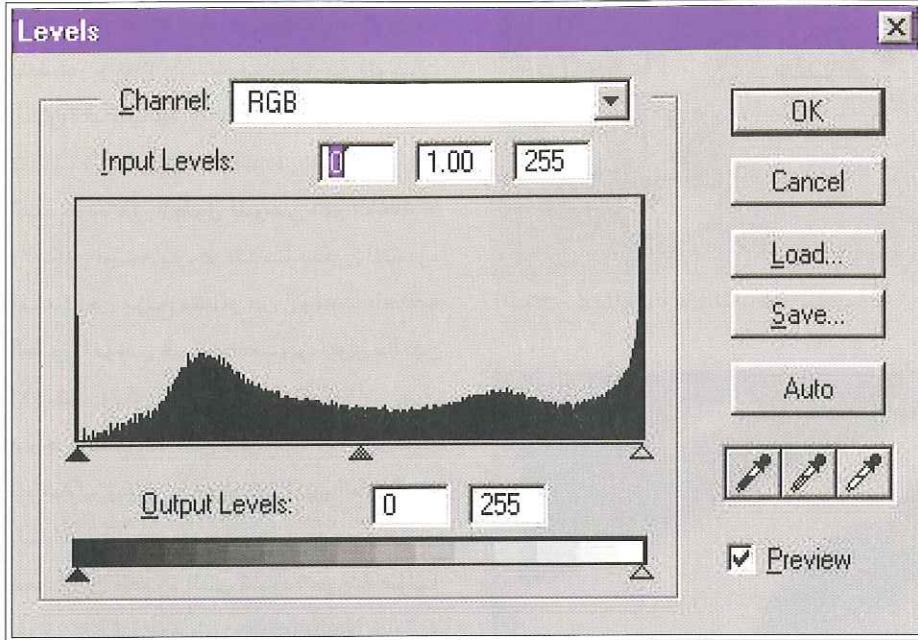 Levels
Channel: RGB
Input Levels: 0 1.00 255
Output Levels: 0 255
OK
Cancel
Load...
Save...
Auto
Preview